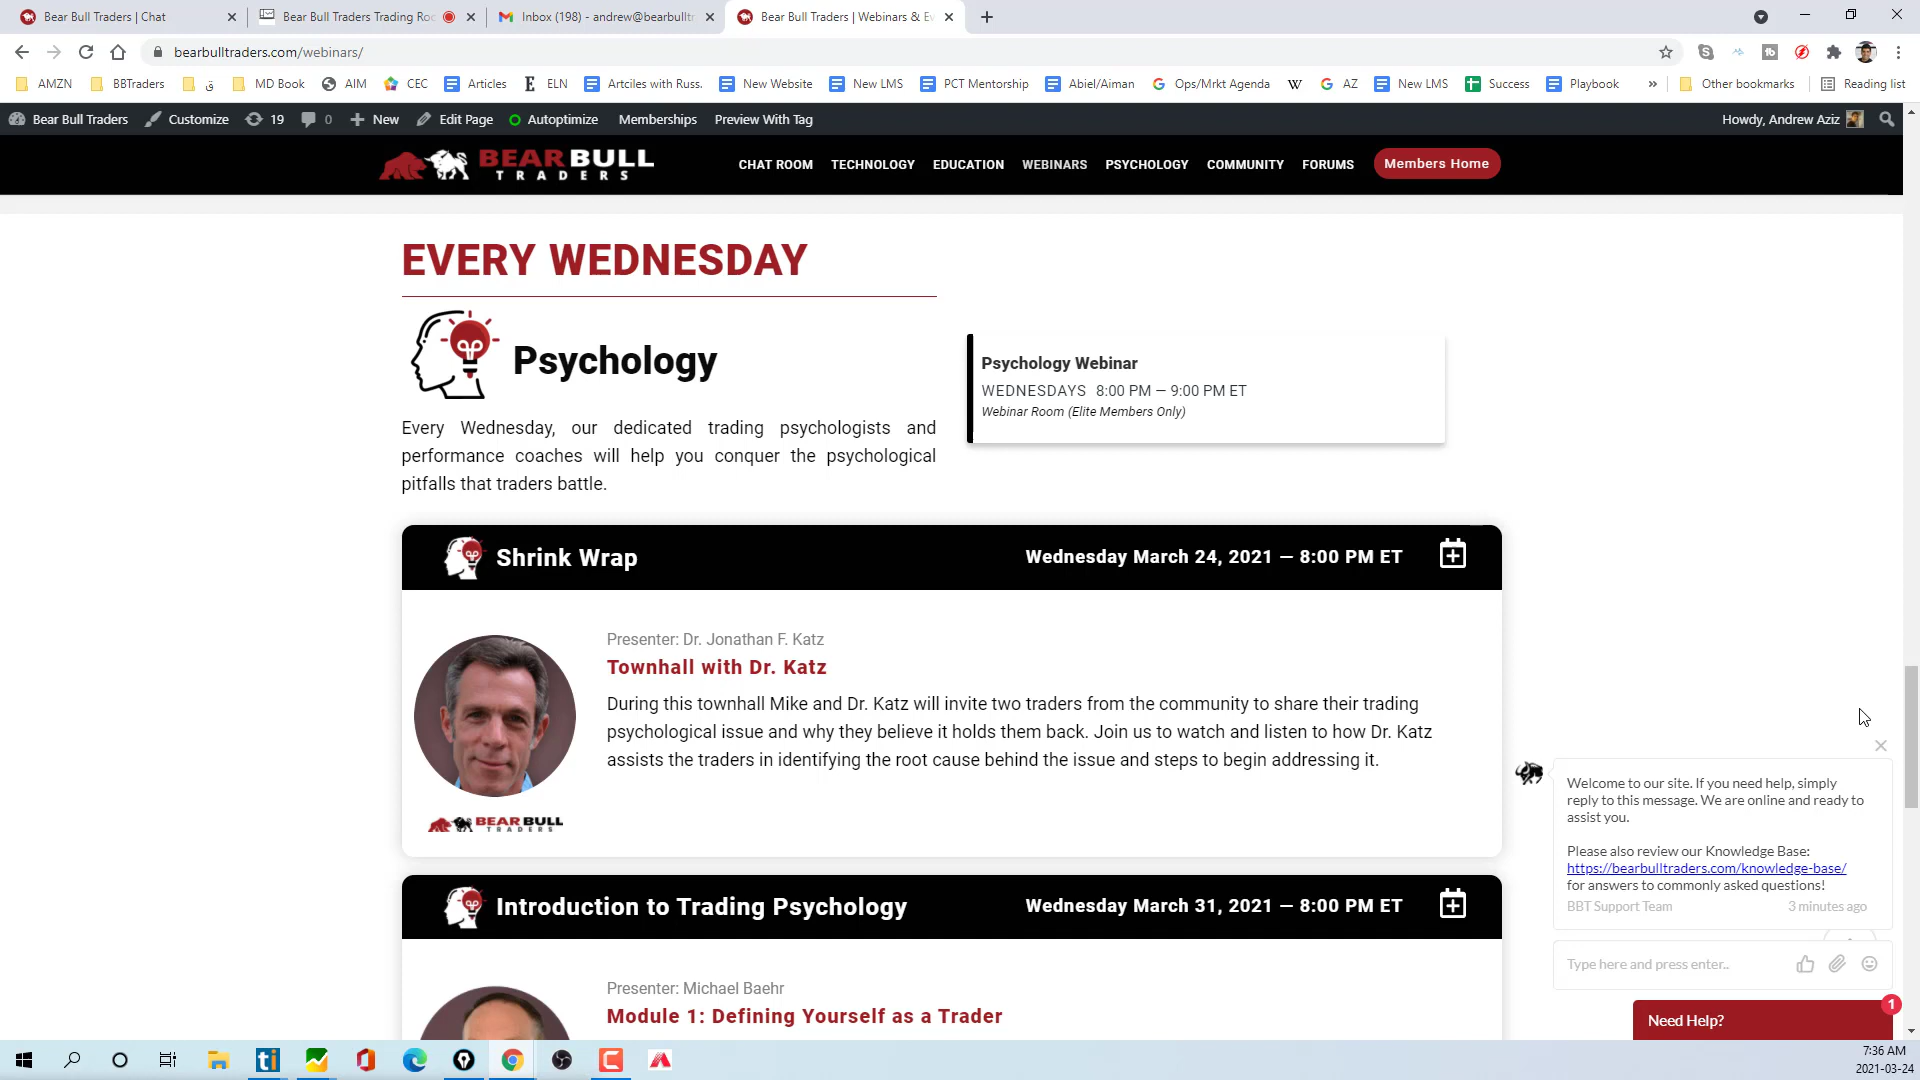 Bear Bull Traders | Chat
Bear Bull Traders Trading Roo
Inbox (198) - andrew@bearbulltr
Bear Bull Traders | Webinars & Ev
bearbulltraders.com/webinars/
AMZN
BBTraders
ق
MD Book
AIM
CEC
Articles
ELN
Artciles with Russ.
New Website
New LMS
PCT Mentorship
Abiel/Aiman
Ops/Mrkt Agenda
AZ
New LMS
Success
Playbook
»
Other bookmarks
Reading list
Bear Bull Traders
Customize
19
0
New
Edit Page
Autoptimize
Memberships
Preview With Tag
Howdy, Andrew Aziz
BEAR BULL
TRADERS
CHAT ROOM
TECHNOLOGY
EDUCATION
WEBINARS
PSYCHOLOGY
COMMUNITY
FORUMS
Members Home
EVERY WEDNESDAY
Psychology
Every Wednesday, our dedicated trading psychologists and
performance coaches will help you conquer the psychological
pitfalls that traders battle.
Psychology Webinar
WEDNESDAYS 8:00 PM — 9:00 PM ET
Webinar Room (Elite Members Only)
Shrink Wrap
Wednesday March 24, 2021 — 8:00 PM ET
Presenter: Dr. Jonathan F. Katz
Townhall with Dr. Katz
During this townhall Mike and Dr. Katz will invite two traders from the community to share their trading
psychological issue and why they believe it holds them back. Join us to watch and listen to how Dr. Katz
assists the traders in identifying the root cause behind the issue and steps to begin addressing it.
BEAR BULL
TRADERS
Introduction to Trading Psychology
Wednesday March 31, 2021 — 8:00 PM ET
Presenter: Michael Baehr
Module 1: Defining Yourself as a Trader
Welcome to our site. If you need help, simply
reply to this message. We are online and ready to
assist you.
Please also review our Knowledge Base:
https://bearbulltraders.com/knowledge-base/
for answers to commonly asked questions!
BBT Support Team
3 minutes ago
Type here and press enter..
1
Need Help?
7:36 AM
2021-03-24